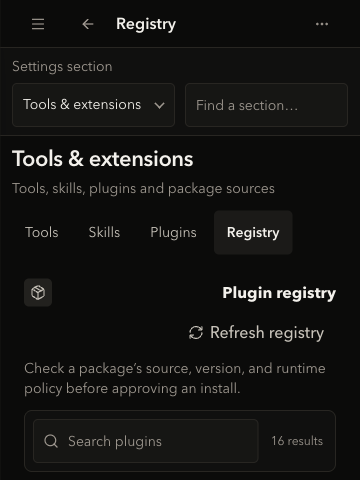 Registry
Settings section
Tools & extensions
Find a section…
Tools & extensions
Tools, skills, plugins and package sources
Tools
Skills
Plugins
Registry
Plugin registry
Refresh registry
Check a package’s source, version, and runtime
policy before approving an install.
Search plugins
16 results